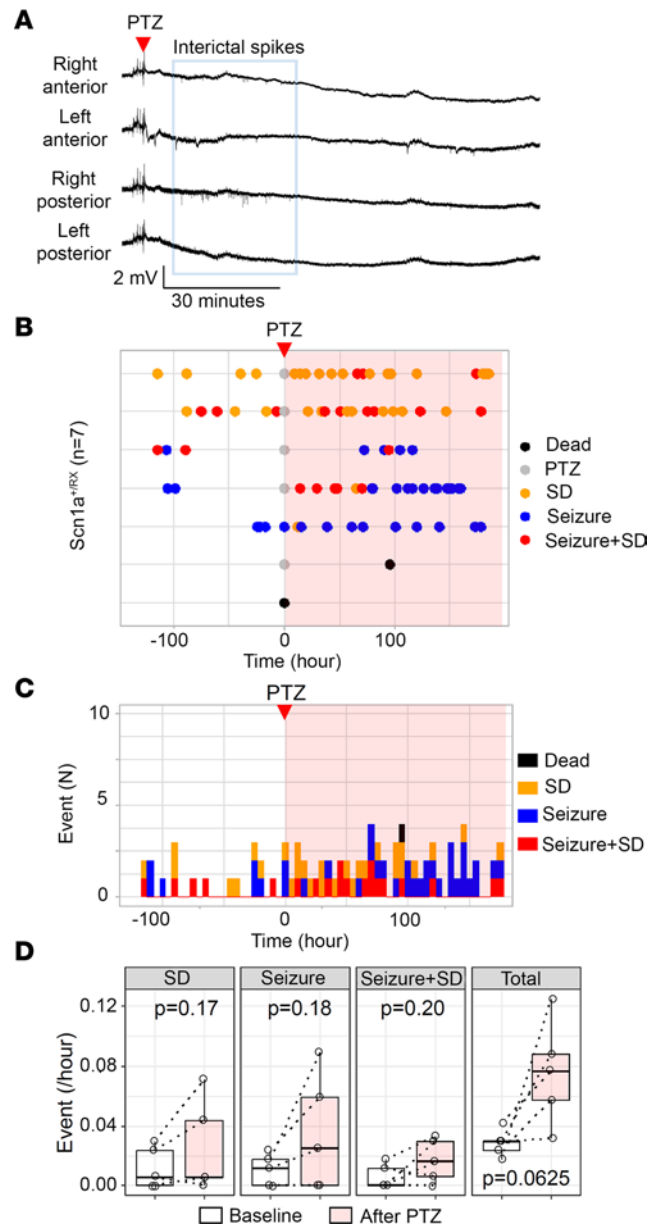 A
PTZ
Interictal spikes
Right
anterior
Left
anterior
Right
posterior
Left
posterior
2 mV
30 minutes
B
PTZ
Scn1a+/RX (n=7)
Dead
PTZ
SD
Seizure
Seizure+SD
-100 0 100
Time (hour)
C
PTZ
10
5
0
Event (N)
Dead
SD
Seizure
Seizure+SD
-100 0 100
Time (hour)
D
SD Seizure Seizure+SD Total
p=0.17 p=0.18 p=0.20
p=0.0625
0.12
0.08
0.04
0.00
Event (/hour)
Baseline After PTZ